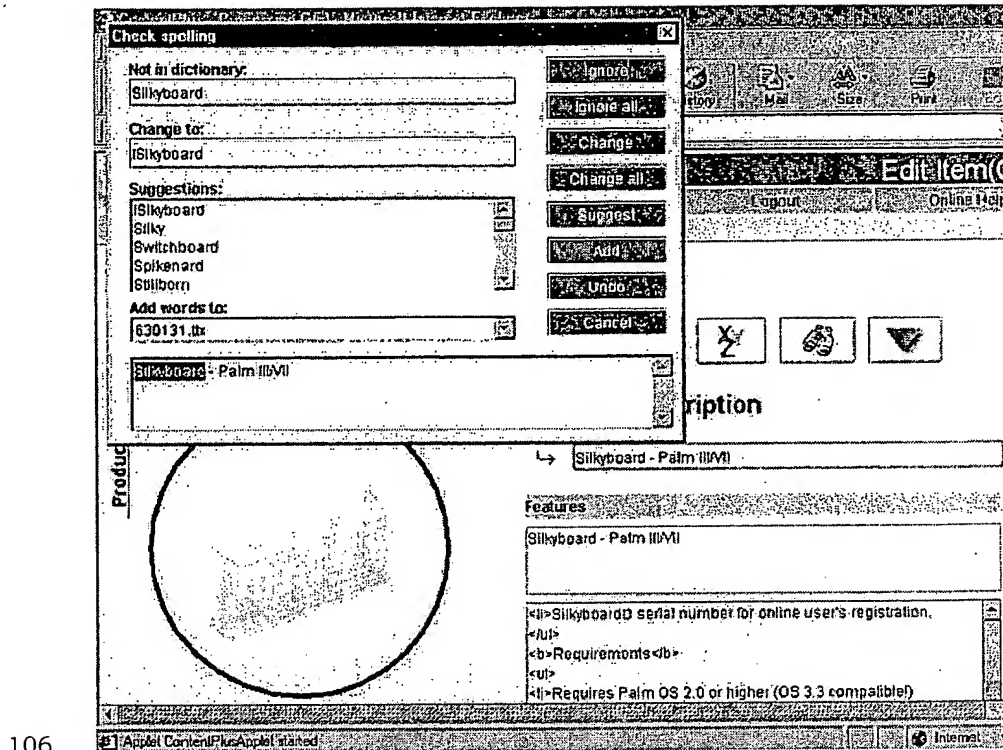 Check spelling
Not in dictionary:
Silkyboard
Change to:
iSlkyboard
Suggestions:
iSlkyboard
Silky
Switchboard
Spikenard
Stillborn
Add words to:
630131.tlx
Silkyboard - Palm III/VII
Ignore
Ignore all
Change
Change all
Suggest
Add
Undo
Cancel
Mail
Size
Print
Edit Item(
Logout
Online Help
XY
Z
ription
Produc
Silkyboard - Palm III/VII
Features
Silkyboard - Palm III/VII
<li>Silkyboard serial number for online user's registration.
</ul>
<b>Requirements</b>
<ul>
<li>Requires Palm OS 2.0 or higher (OS 3.3 compatible!)
Applet ContentPlusApplet started
Internet
106